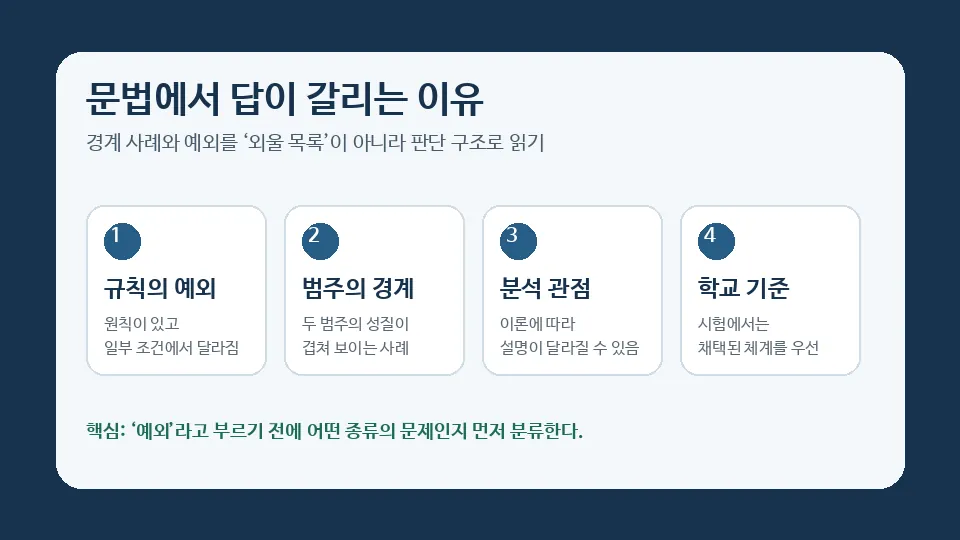 문법에서 답이 갈리는 이유
경계 사례와 예외를 ‘외울 목록’이 아니라 판단 구조로 읽기
1
규칙의 예외
원칙이 있고
일부 조건에서 달라짐
2
범주의 경계
두 범주의 성질이
겹쳐 보이는 사례
3
분석 관점
이론에 따라
설명이 달라질 수 있음
4
학교 기준
시험에서는
채택된 체계를 우선
핵심: ‘예외’라고 부르기 전에 어떤 종류의 문제인지 먼저 분류한다.